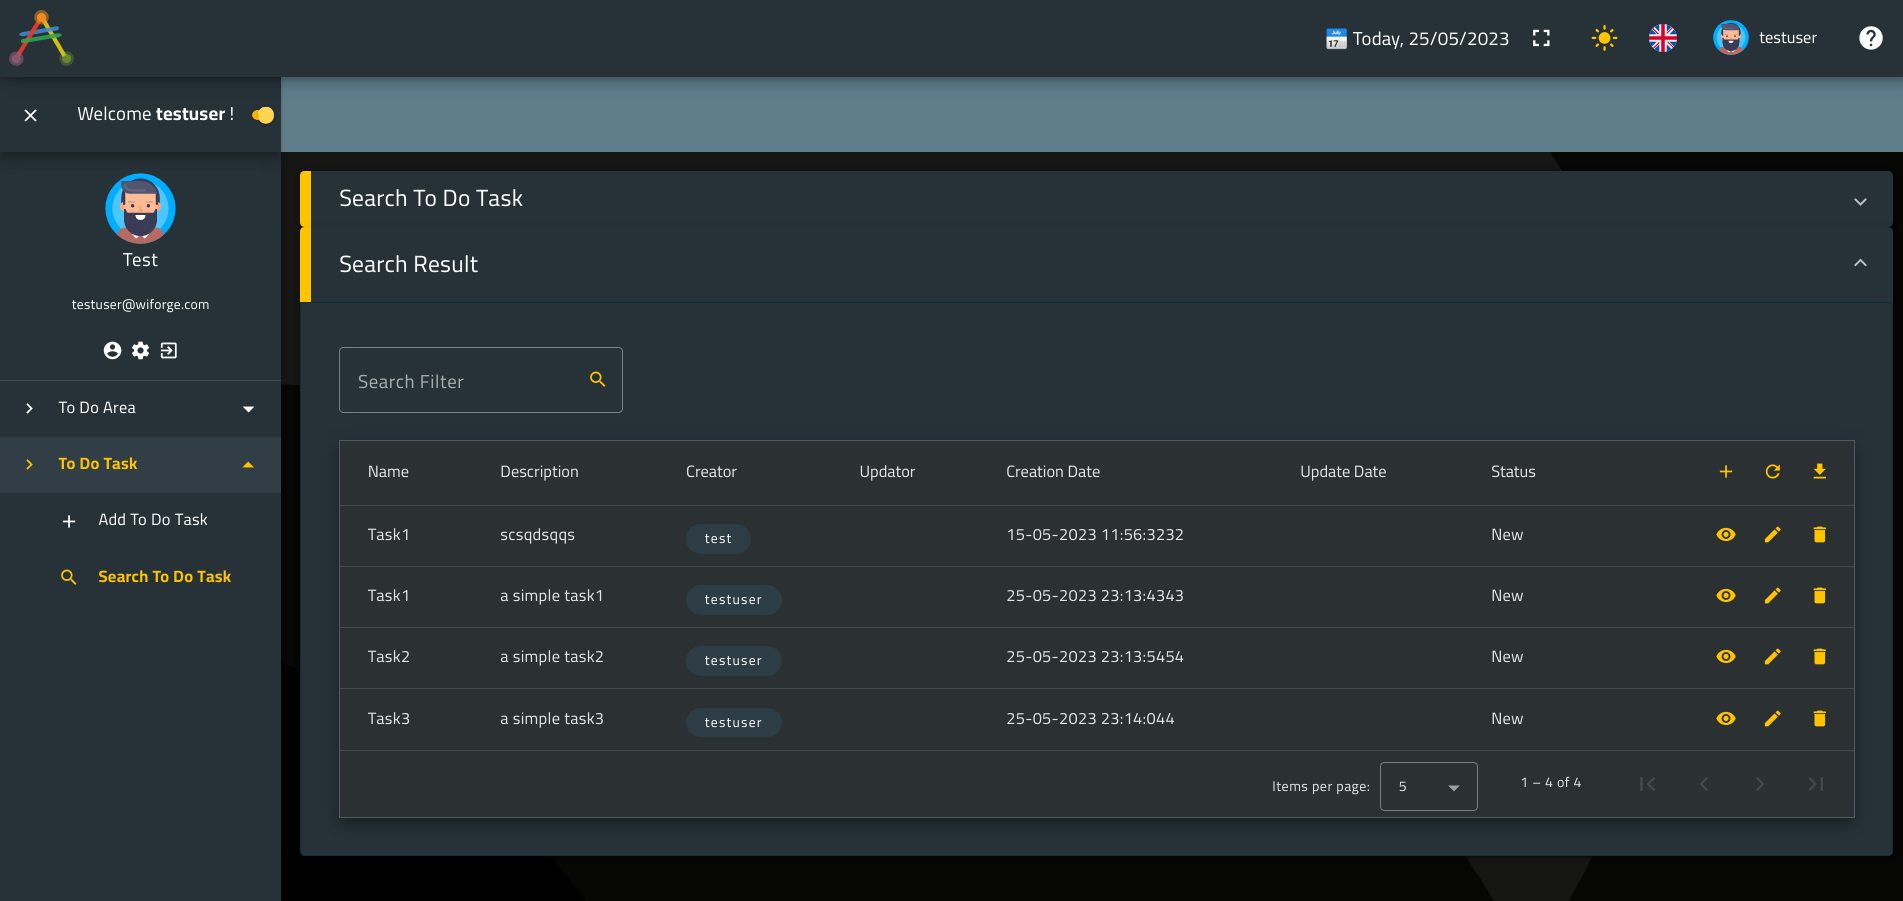 Today, 25/05/2023
testuser
Welcome testuser !
Test
testuser@wiforge.com
To Do Area
To Do Task
Add To Do Task
Search To Do Task
Search To Do Task
Search Result
Search Filter
Name Description Creator Updator Creation Date Update Date Status
Task1 scsqdsqqs test 15-05-2023 11:56:3232 New
Task1 a simple task1 testuser 25-05-2023 23:13:4343 New
Task2 a simple task2 testuser 25-05-2023 23:13:5454 New
Task3 a simple task3 testuser 25-05-2023 23:14:044 New
Items per page: 5 1 – 4 of 4